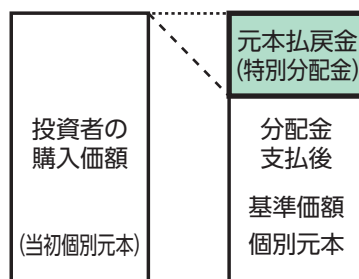 投資者の
購入価額
(当初個別元本)
元本払戻金
(特別分配金)
分配金
支払後
基準価額
個別元本